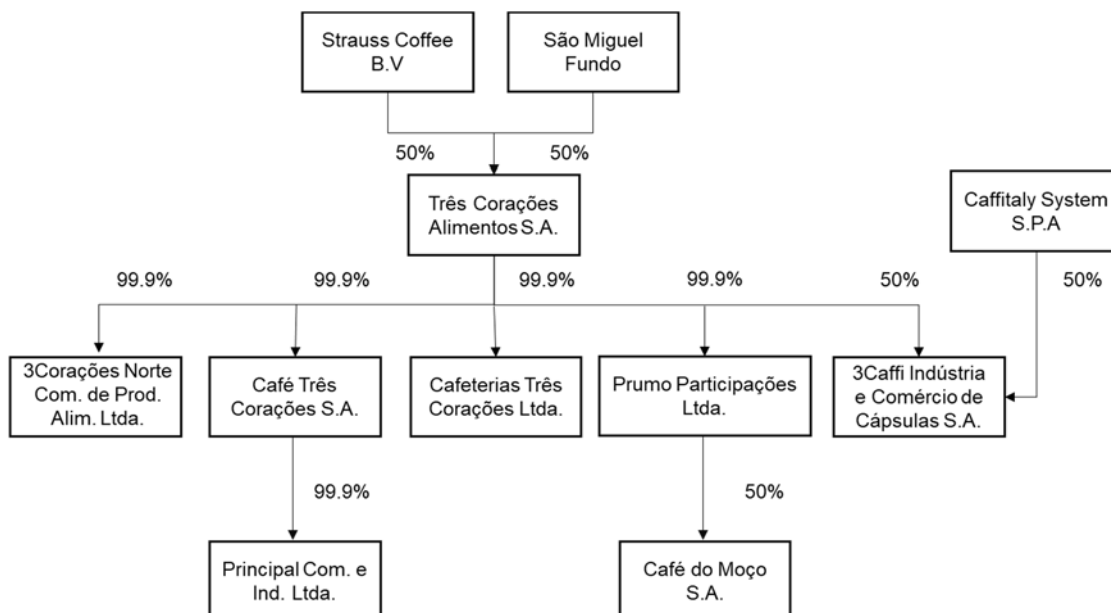 Strauss Coffee
B.V
São Miguel
Fundo
50%
50%
Três Corações
Alimentos S.A.
Caffitaly System
S.P.A
99.9%
99.9%
99.9%
99.9%
50%
50%
3Corações Norte
Com. de Prod.
Alim. Ltda.
Café Três
Corações S.A.
Cafeterias Três
Corações Ltda.
Prumo Participações
Ltda.
3Caffi Indústria
e Comércio de
Cápsulas S.A.
99.9%
50%
Principal Com. e
Ind. Ltda.
Café do Moço
S.A.